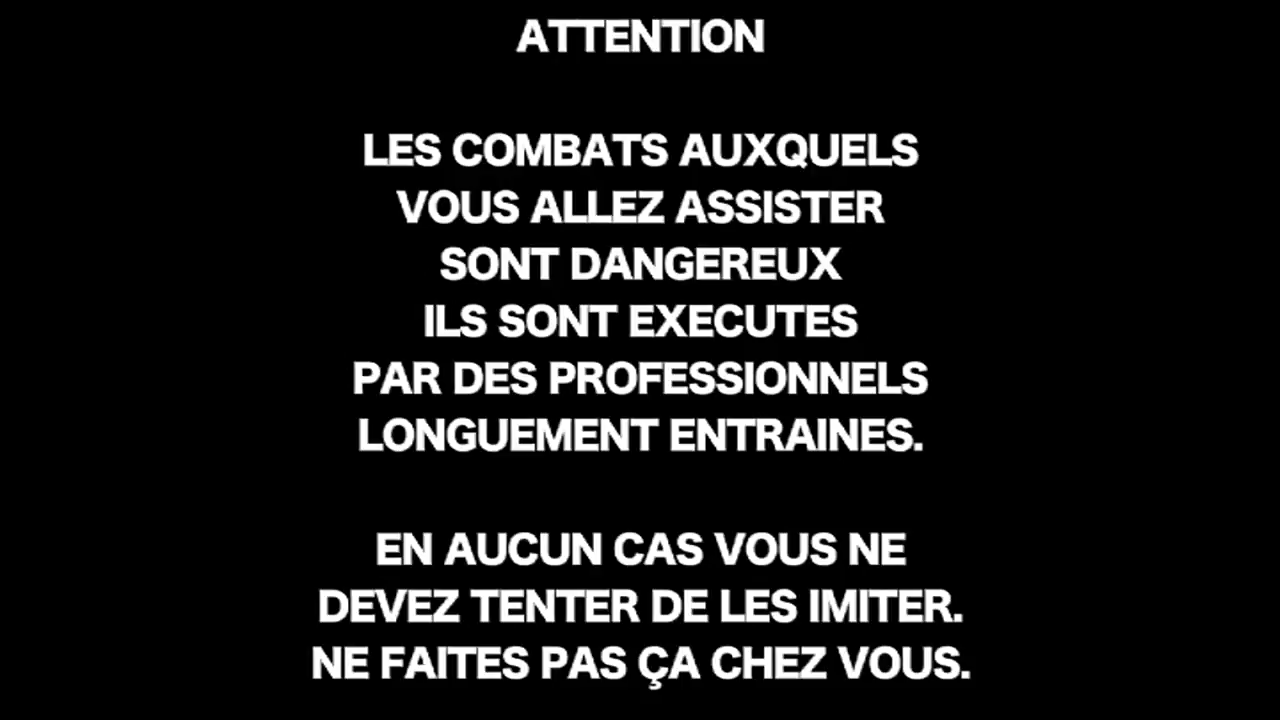 ATTENTION
LES COMBATS AUXQUELS
VOUS ALLEZ ASSISTER
SONT DANGEREUX
ILS SONT EXECUTES
PAR DES PROFESSIONNELS
LONGUEMENT ENTRAINES.
EN AUCUN CAS VOUS NE
DEVEZ TENTER DE LES IMITER.
NE FAITES PAS ÇA CHEZ VOUS.